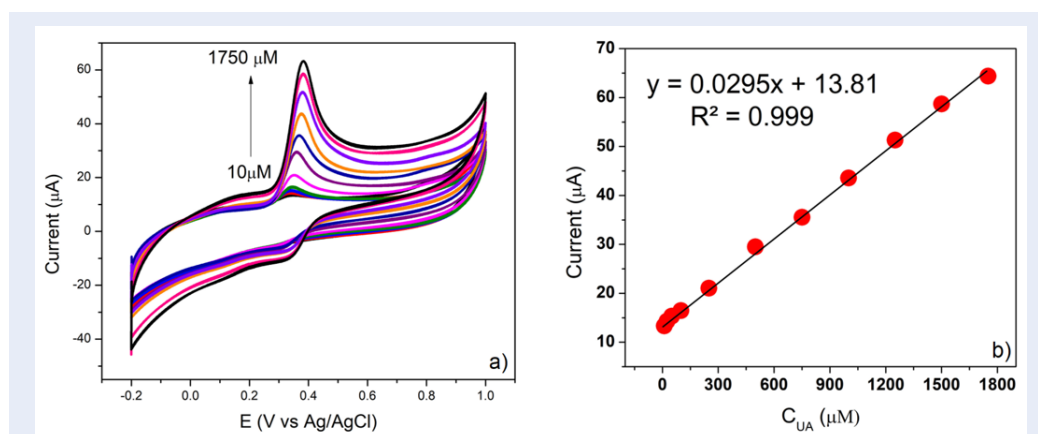 1750 μM
10μM
60
40
20
0
-20
-40
-0.2 0.0 0.2 0.4 0.6 0.8 1.0
Current (μA)
E (V vs Ag/AgCl)
a)
y = 0.0295x + 13.81
R² = 0.999
70
60
50
40
30
20
10
0 300 600 900 1200 1500 1800
Current (μA)
C_UA (μM)
b)